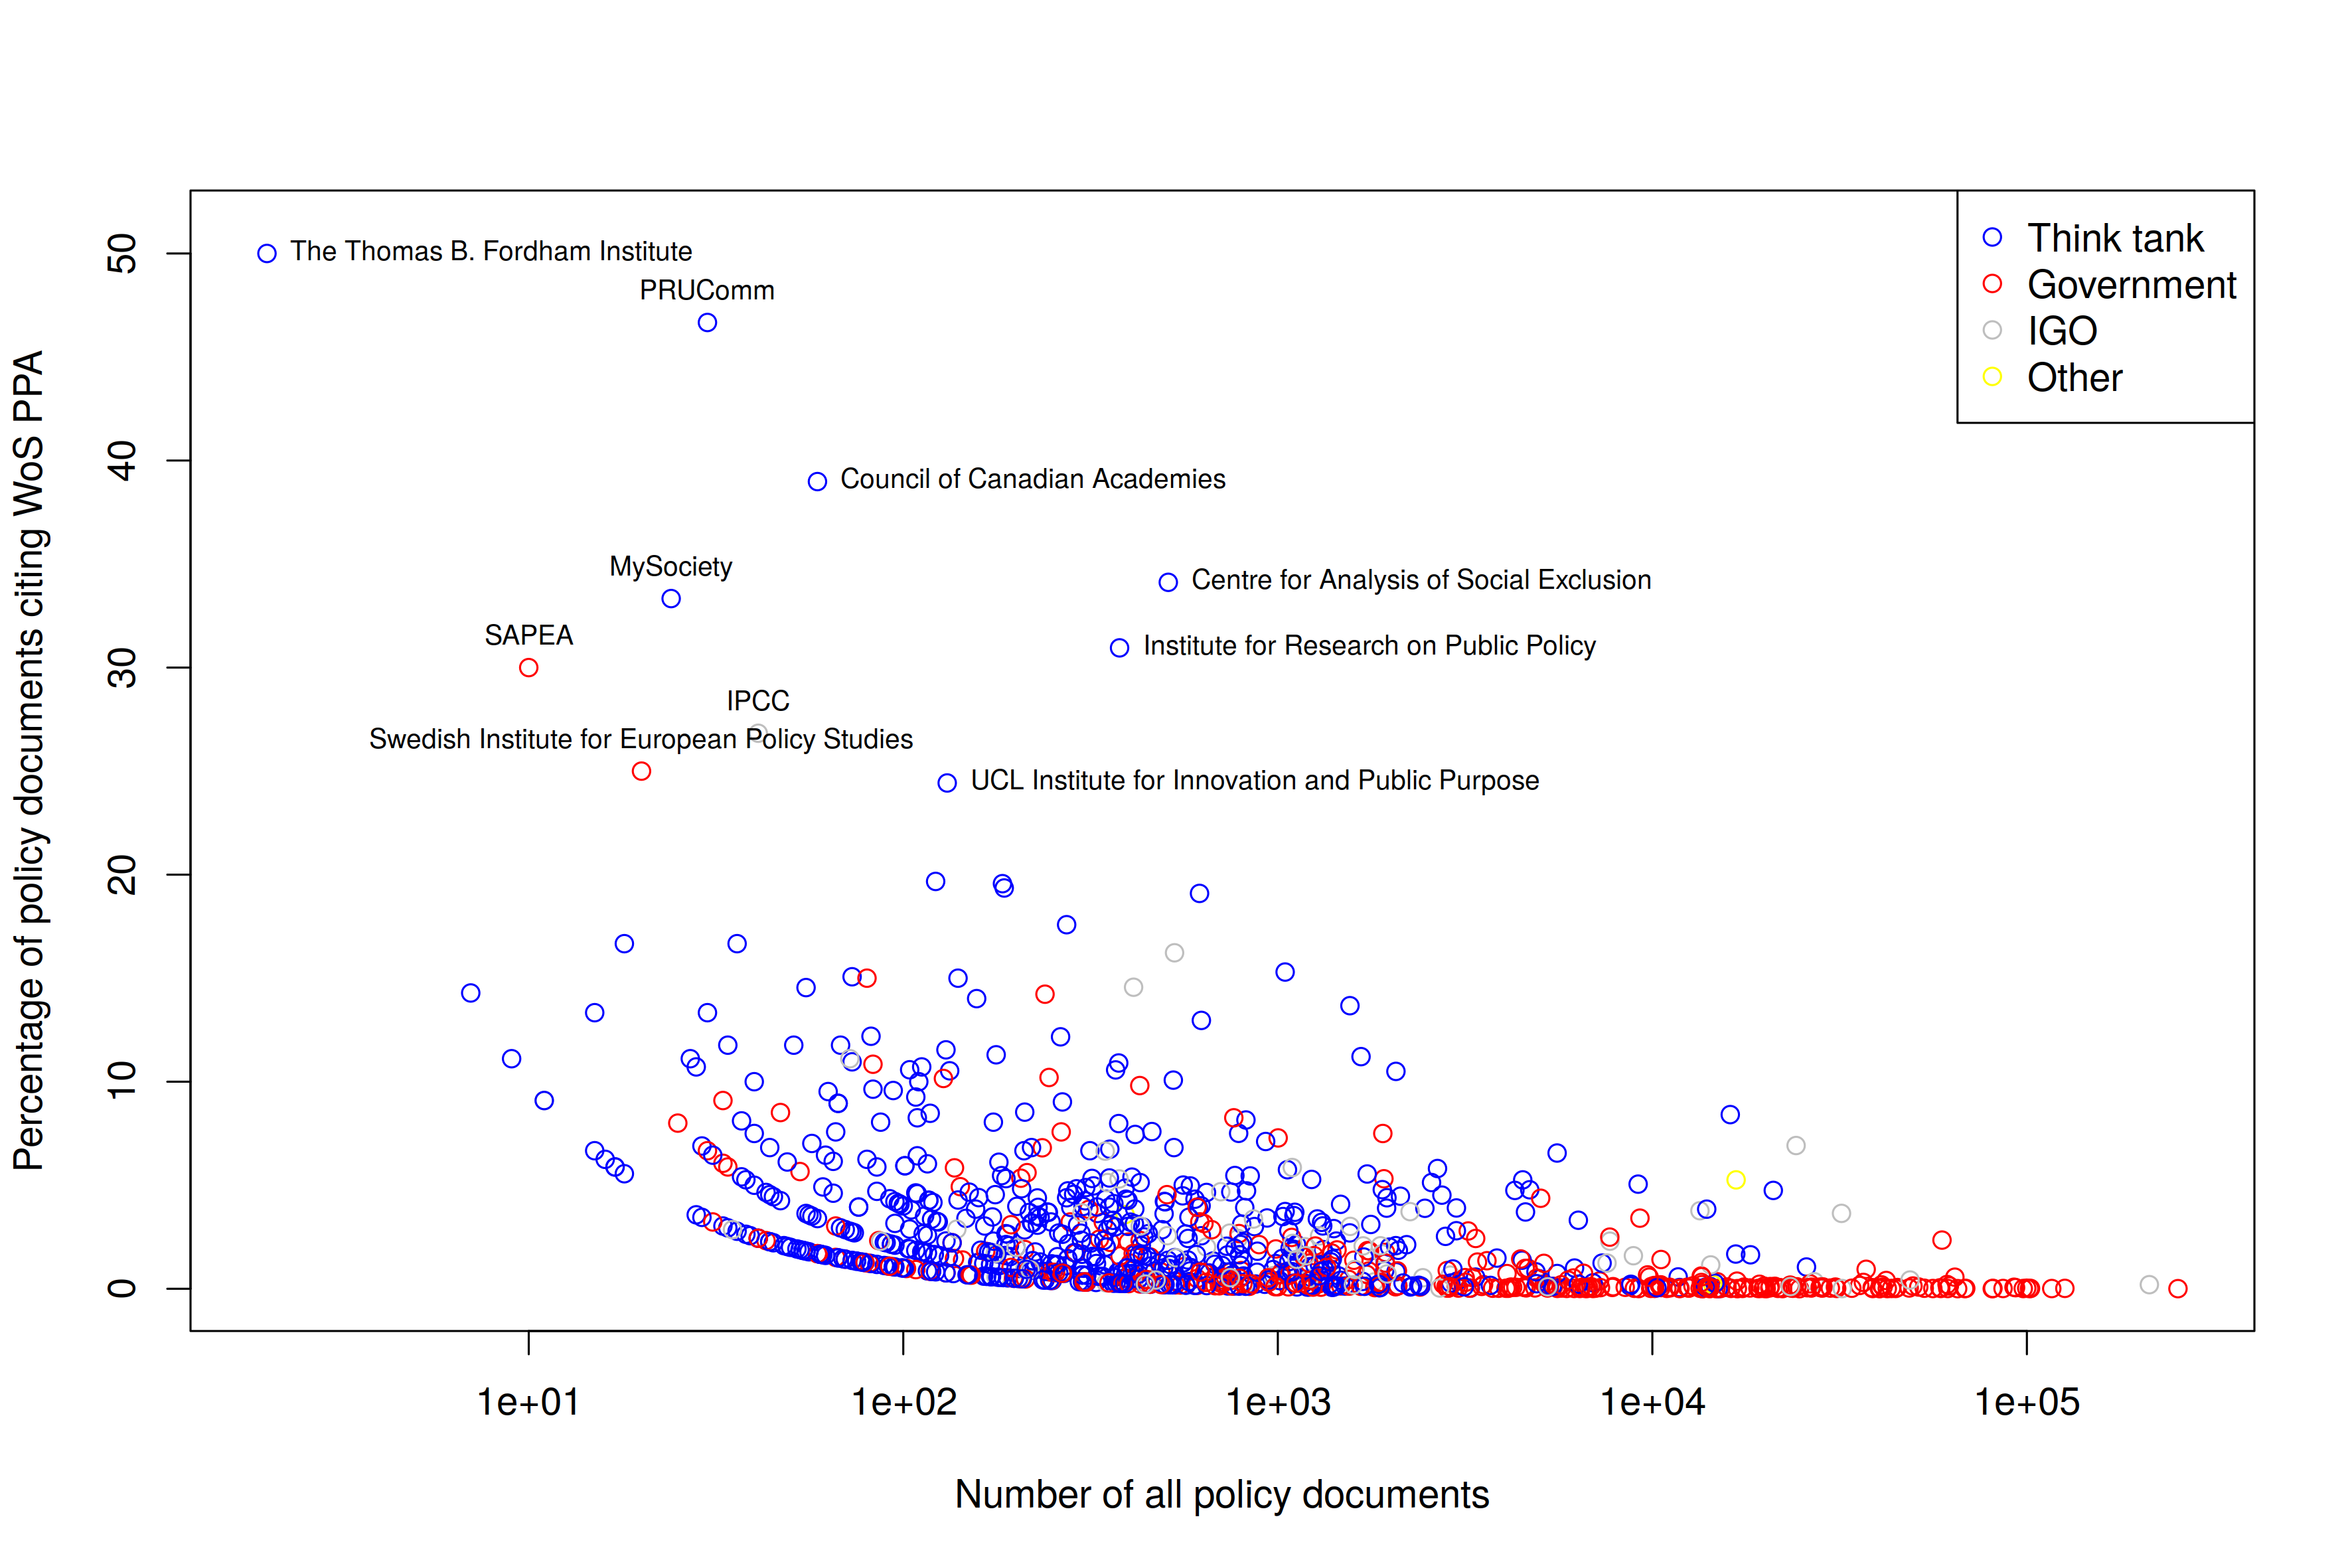 The Thomas B. Fordham Institute
PRUComm
Council of Canadian Academies
MySociety
Centre for Analysis of Social Exclusion
SAPEA
Institute for Research on Public Policy
IPCC
Swedish Institute for European Policy Studies
UCL Institute for Innovation and Public Purpose
Think tank
Government
IGO
Other
Percentage of policy documents citing WoS PPA
50
40
30
20
10
0
1e+01
1e+02
1e+03
1e+04
1e+05
Number of all policy documents